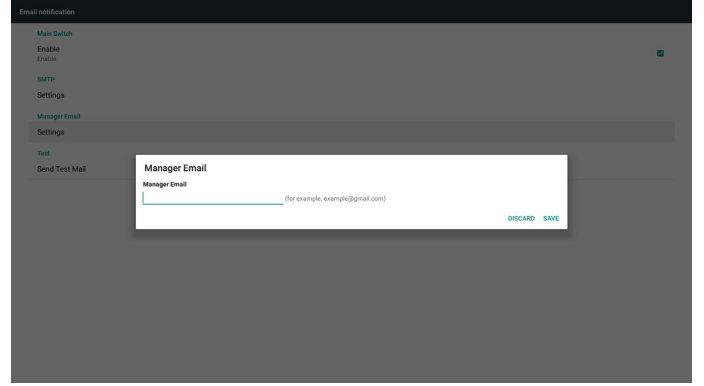 Email notification
Main Switch
Enable
Enable
SMTP
Settings
Manager Email
Settings
Test
Send Test Mail
Manager Email
Manager Email
(for example, example@gmail.com)
DISCARD SAVE